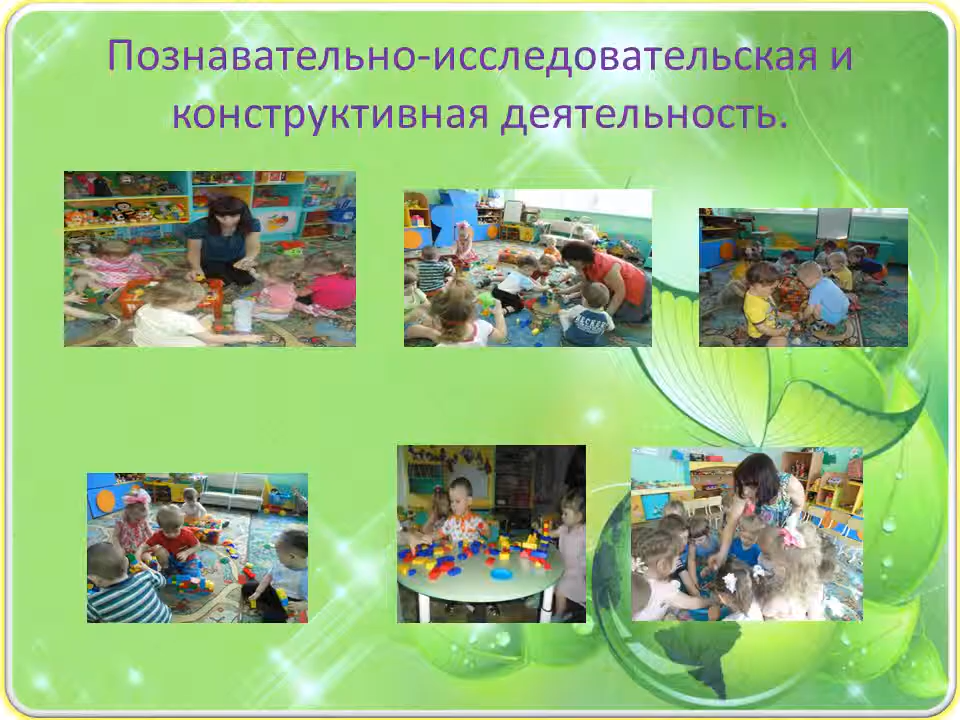 Познавательно-исследовательская и
конструктивная деятельность.